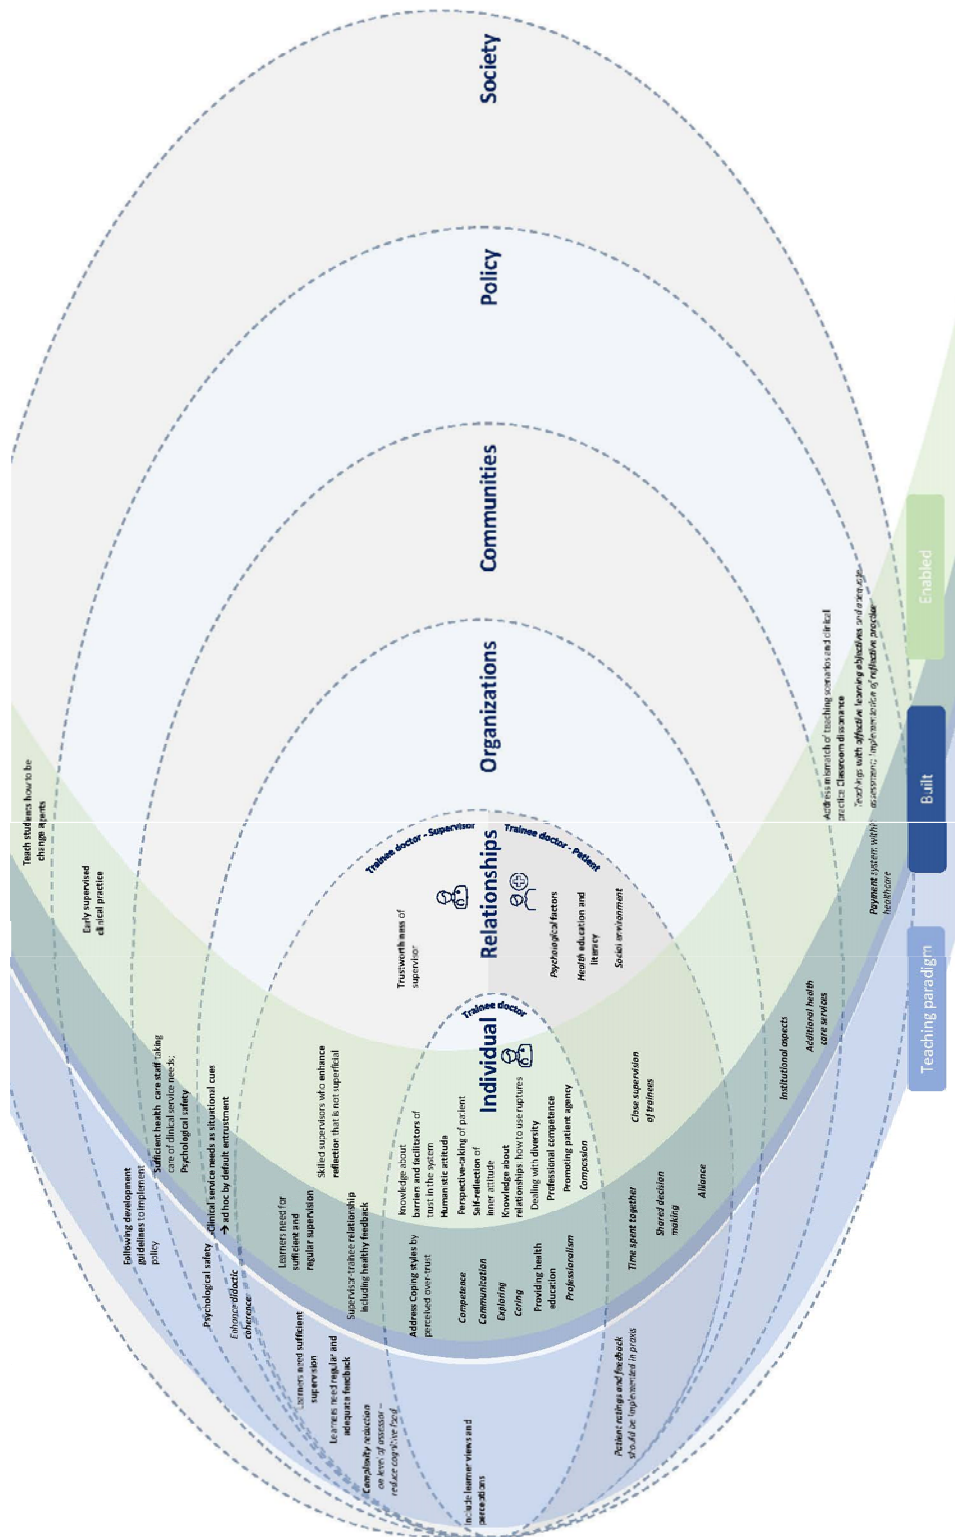 Society
Policy
Communities
Organizations
Relationships
Individual
Trainee doctor - Supervisor
Trainee doctor - Patient
Trainee doctor
Enabled
Built
Teaching paradigm
Teach students how to be
change agents
Early supervised
clinical practice
Sufficient health care staff taking
care of clinical service needs;
Psychological safety
Following development
guidelines to implement
policy
Clinical service needs as situational cues
→ ad hoc by default entrustment
Psychological safety
Enhance didactic
coherence
Skilled supervisors who enhance
reflection that is not superficial
Learners need for
sufficient and
regular supervision
Supervisor-trainee relationship
including healthy feedback
Learners need sufficient
supervision
Learners need regular and
adequate feedback
Complexity reduction
on level of assessor –
reduce cognitive load
Trustworthiness of
supervisor
Knowledge about
barriers and facilitators of
trust in the system
Humanistic attitude
Perspective-taking of patient
Self-reflection of
inner attitude
Knowledge about
relationships: how to use ruptures
Dealing with diversity
Professional competence
Promoting patient agency
Compassion
Address Coping styles by
perceived over-trust
Competence
Communication
Exploring
Caring
Providing health
education
Professionalism
Include learner views and
perceptions
Psychological factors
Health education and
literacy
Social environment
Close supervision
of trainees
Time spent together
Shared decision
making
Alliance
Patient ratings and feedback
should be implemented in praxis
Institutional aspects
Additional health
care services
Address mismatch of teaching scenarios and clinical
practice Classroom dissonance
Teachings with affective learning objectives and adequate
assessment; Implementation of reflective practice
Payment system within
healthcare